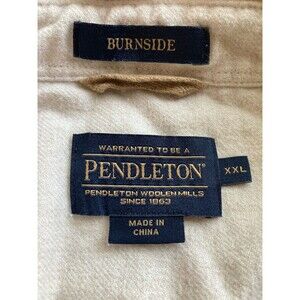 BURNSIDE
WARRANTED TO BE A
PENDLETON®
PENDLETON WOOLEN MILLS
SINCE 1863
XXL
MADE IN
CHINA